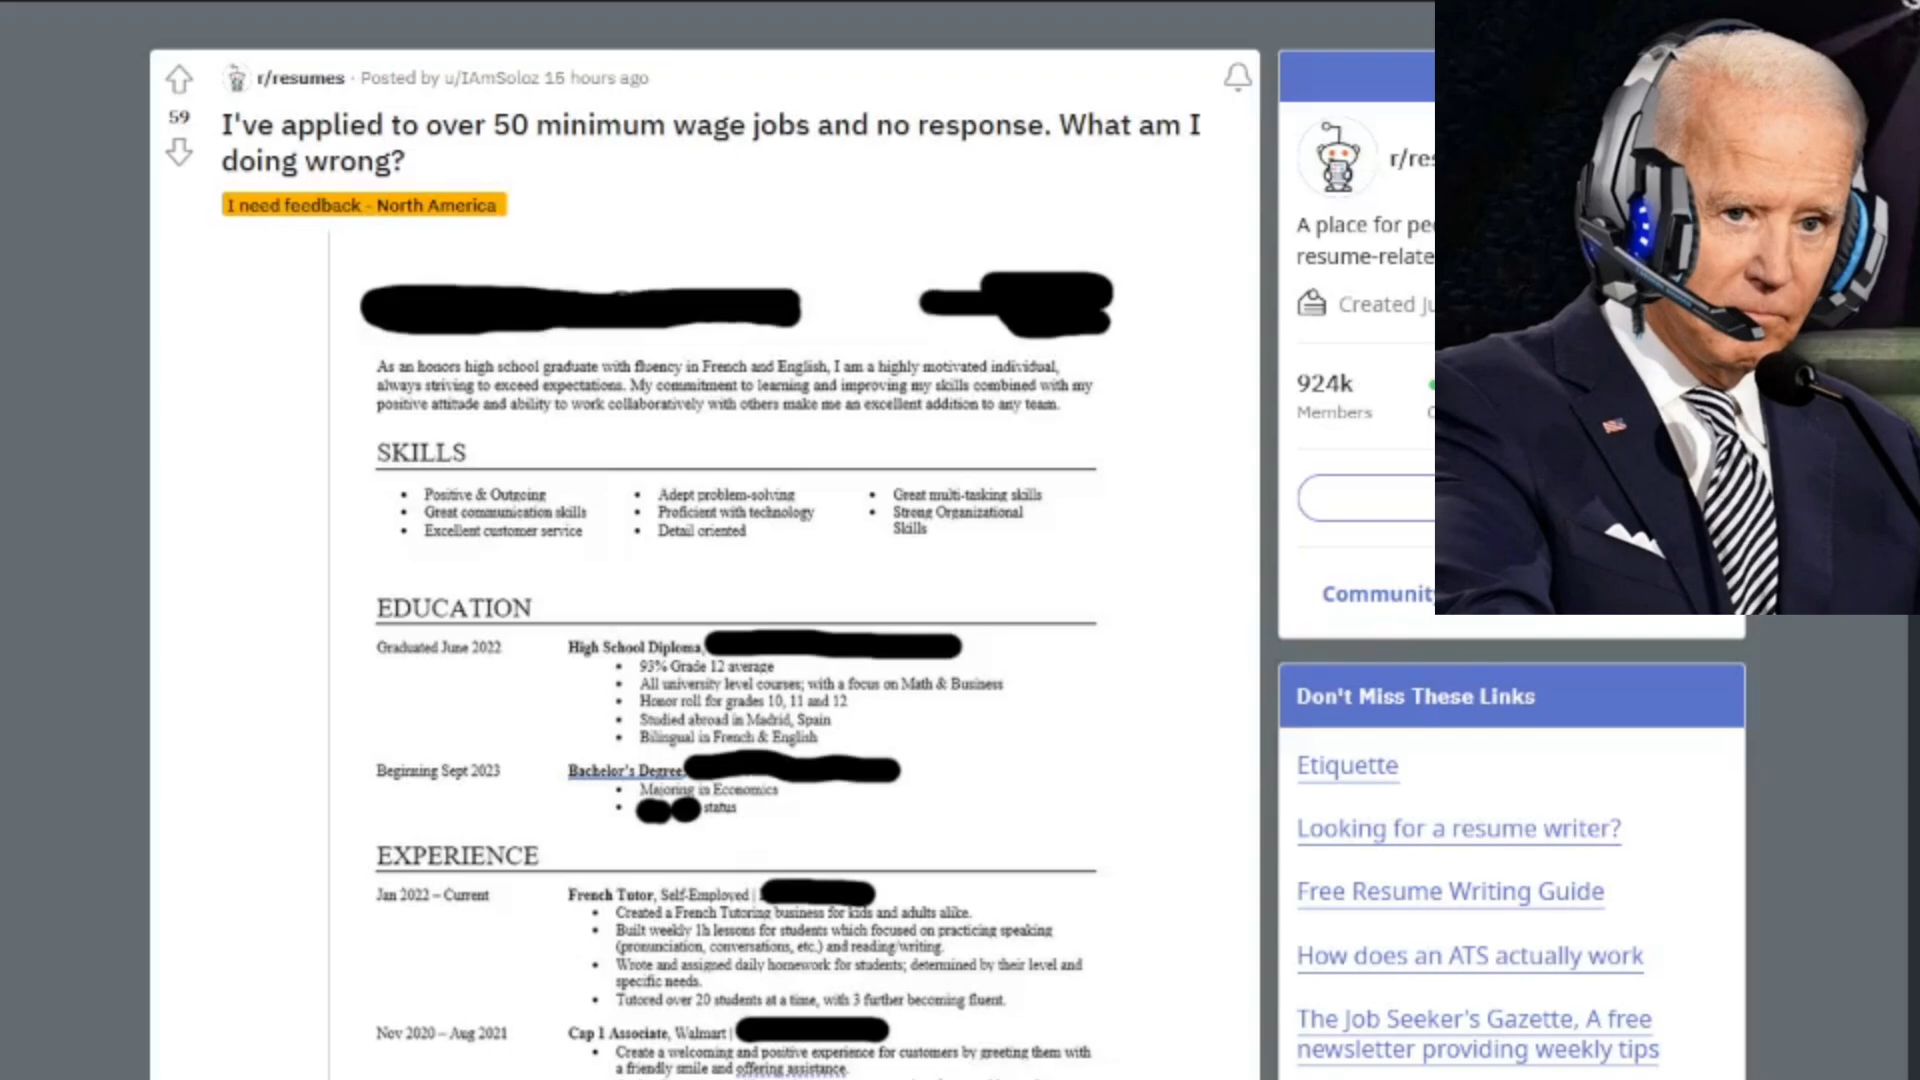 r/resumes · Posted by u/IAmSoloz 15 hours ago
59
I've applied to over 50 minimum wage jobs and no response. What am I
doing wrong?
I need feedback - North America
As an honors high school graduate with fluency in French and English, I am a highly motivated individual,
always striving to exceed expectations. My commitment to learning and improving my skills combined with my
positive attitude and ability to work collaboratively with others make me an excellent addition to any team.
SKILLS
• Positive & Outgoing
• Great communication skills
• Excellent customer service
• Adept problem-solving
• Proficient with technology
• Detail oriented
• Great multi-tasking skills
• Strong Organizational
Skills
EDUCATION
Graduated June 2022 High School Diploma,
• 93% Grade 12 average
• All university level courses; with a focus on Math & Business
• Honor roll for grades 10, 11 and 12
• Studied abroad in Madrid, Spain
• Bilingual in French & English
Beginning Sept 2023 Bachelor's Degree
• Majoring in Economics
• status
EXPERIENCE
Jan 2022 – Current French Tutor, Self-Employed |
• Created a French Tutoring business for kids and adults alike.
• Built weekly 1h lessons for students which focused on practicing speaking
(pronunciation, conversations, etc.) and reading/writing.
• Wrote and assigned daily homework for students; determined by their level and
specific needs.
• Tutored over 20 students at a time, with 3 further becoming fluent.
Nov 2020 – Aug 2021 Cap 1 Associate, Walmart |
• Create a welcoming and positive experience for customers by greeting them with
a friendly smile and offering assistance.
r/res
A place for pe
resume-relate
Created Ju
924k
Members
Community
Don't Miss These Links
Etiquette
Looking for a resume writer?
Free Resume Writing Guide
How does an ATS actually work
The Job Seeker's Gazette, A free
newsletter providing weekly tips